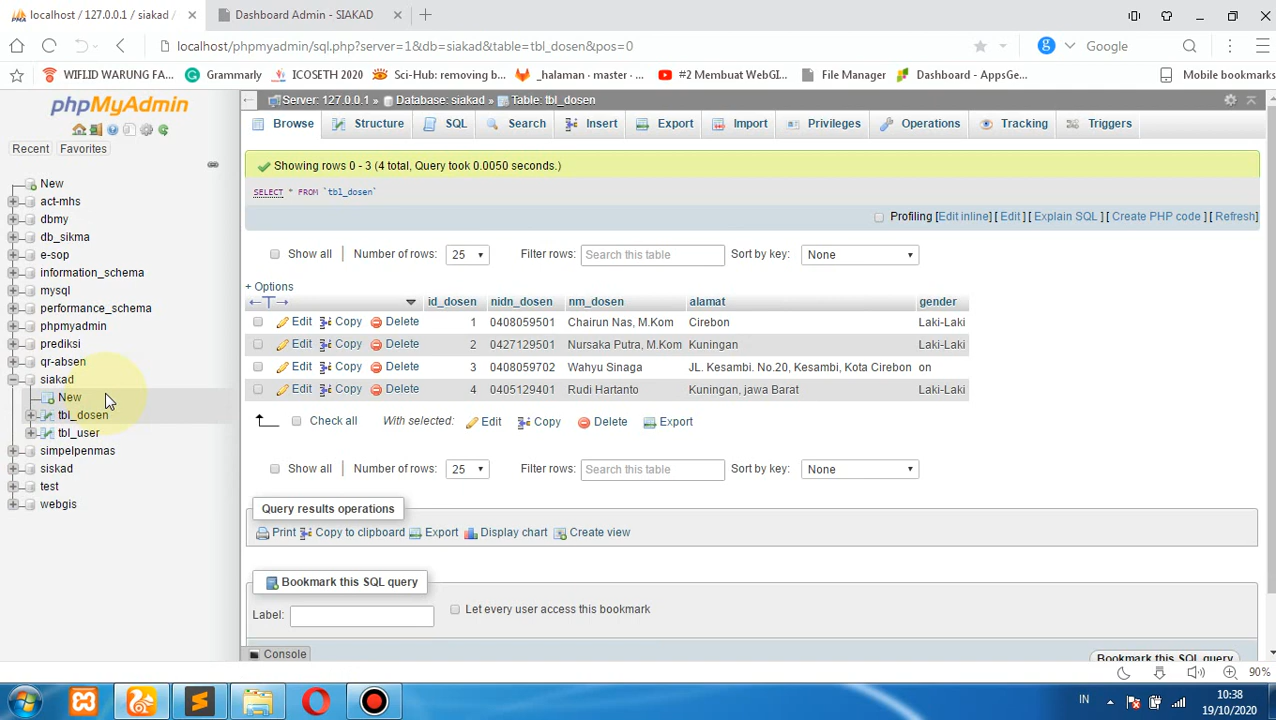 localhost / 127.0.0.1 / siakad /
Dashboard Admin - SIAKAD
localhost/phpmyadmin/sql.php?server=1&db=siakad&table=tbl_dosen&pos=0
Google
WIFI.ID WARUNG FA...
Grammarly
ICOSETH 2020
Sci-Hub: removing b...
_halaman · master · ...
#2 Membuat WebGI...
File Manager
Dashboard - AppsGe...
Mobile bookmarks
phpMyAdmin
Recent Favorites
New
act-mhs
dbmy
db_sikma
e-sop
information_schema
mysql
performance_schema
phpmyadmin
prediksi
qr-absen
siakad
New
tbl_dosen
tbl_user
simpelpenmas
siskad
test
webgis
Server: 127.0.0.1 » Database: siakad » Table: tbl_dosen
Browse Structure SQL Search Insert Export Import Privileges Operations Tracking Triggers
Showing rows 0 - 3 (4 total, Query took 0.0050 seconds.)
SELECT * FROM `tbl_dosen`
Profiling [Edit inline] [ Edit ] [ Explain SQL ] [ Create PHP code ] [ Refresh]
Show all Number of rows: 25 Filter rows: Search this table Sort by key: None
+ Options
←T→ id_dosen nidn_dosen nm_dosen alamat gender
Edit Copy Delete 1 0408059501 Chairun Nas, M.Kom Cirebon Laki-Laki
Edit Copy Delete 2 0427129501 Nursaka Putra, M.Kom Kuningan Laki-Laki
Edit Copy Delete 3 0408059702 Wahyu Sinaga JL. Kesambi. No.20, Kesambi, Kota Cirebon on
Edit Copy Delete 4 0405129401 Rudi Hartanto Kuningan, jawa Barat Laki-Laki
Check all With selected: Edit Copy Delete Export
Show all Number of rows: 25 Filter rows: Search this table Sort by key: None
Query results operations
Print Copy to clipboard Export Display chart Create view
Bookmark this SQL query
Label: Let every user access this bookmark
Console
Bookmark this SQL query
90%
IN
10:38
19/10/2020